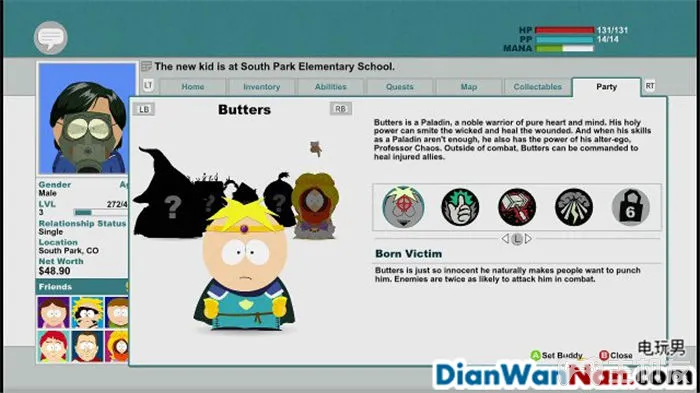 HP 131/131
PP 14/14
MANA
The new kid is at South Park Elementary School.
LT Home Inventory Abilities Quests Map Collectables Party RT
LB Butters RB
Butters is a Paladin, a noble warrior of pure heart and mind. His holy
power can smite the wicked and heal the wounded. And when his skills
as a Paladin aren't enough, he also has the power of his alter-ego,
Professor Chaos. Outside of combat, Butters can be commanded to
heal injured allies.
? ?
6
L
Gender
Male
LVL
3 272/4
Relationship Status
Single
Location
South Park, CO
Net Worth
$48.90
Friends
Born Victim
Butters is just so innocent he naturally makes people want to punch
him. Enemies are twice as likely to attack him in combat.
A Set Buddy B Close
电玩男
DianWanNan.com